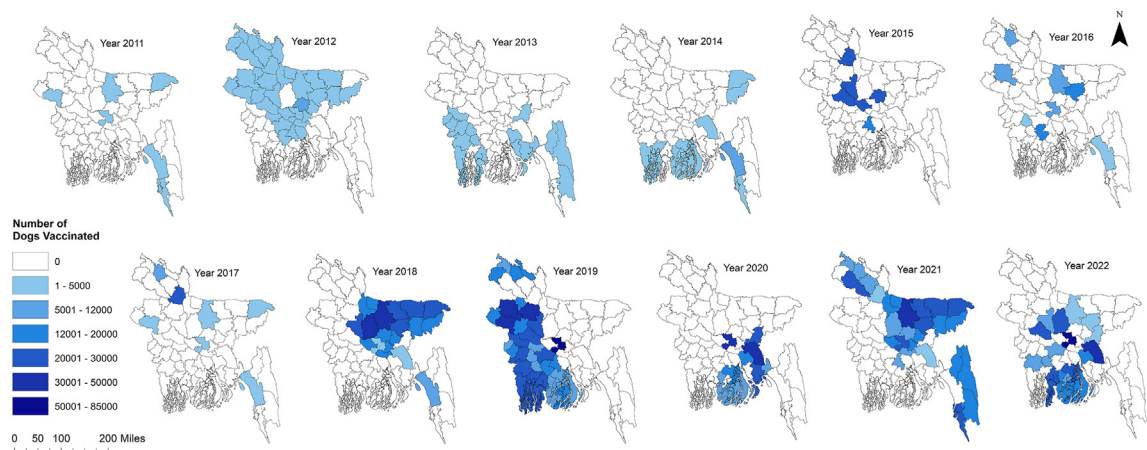 Year 2011
Year 2012
Year 2013
Year 2014
Year 2015
Year 2016
N
Number of
Dogs Vaccinated
0
1 - 5000
5001 - 12000
12001 - 20000
20001 - 30000
30001 - 50000
50001 - 85000
Year 2017
Year 2018
Year 2019
Year 2020
Year 2021
Year 2022
0 50 100 200 Miles